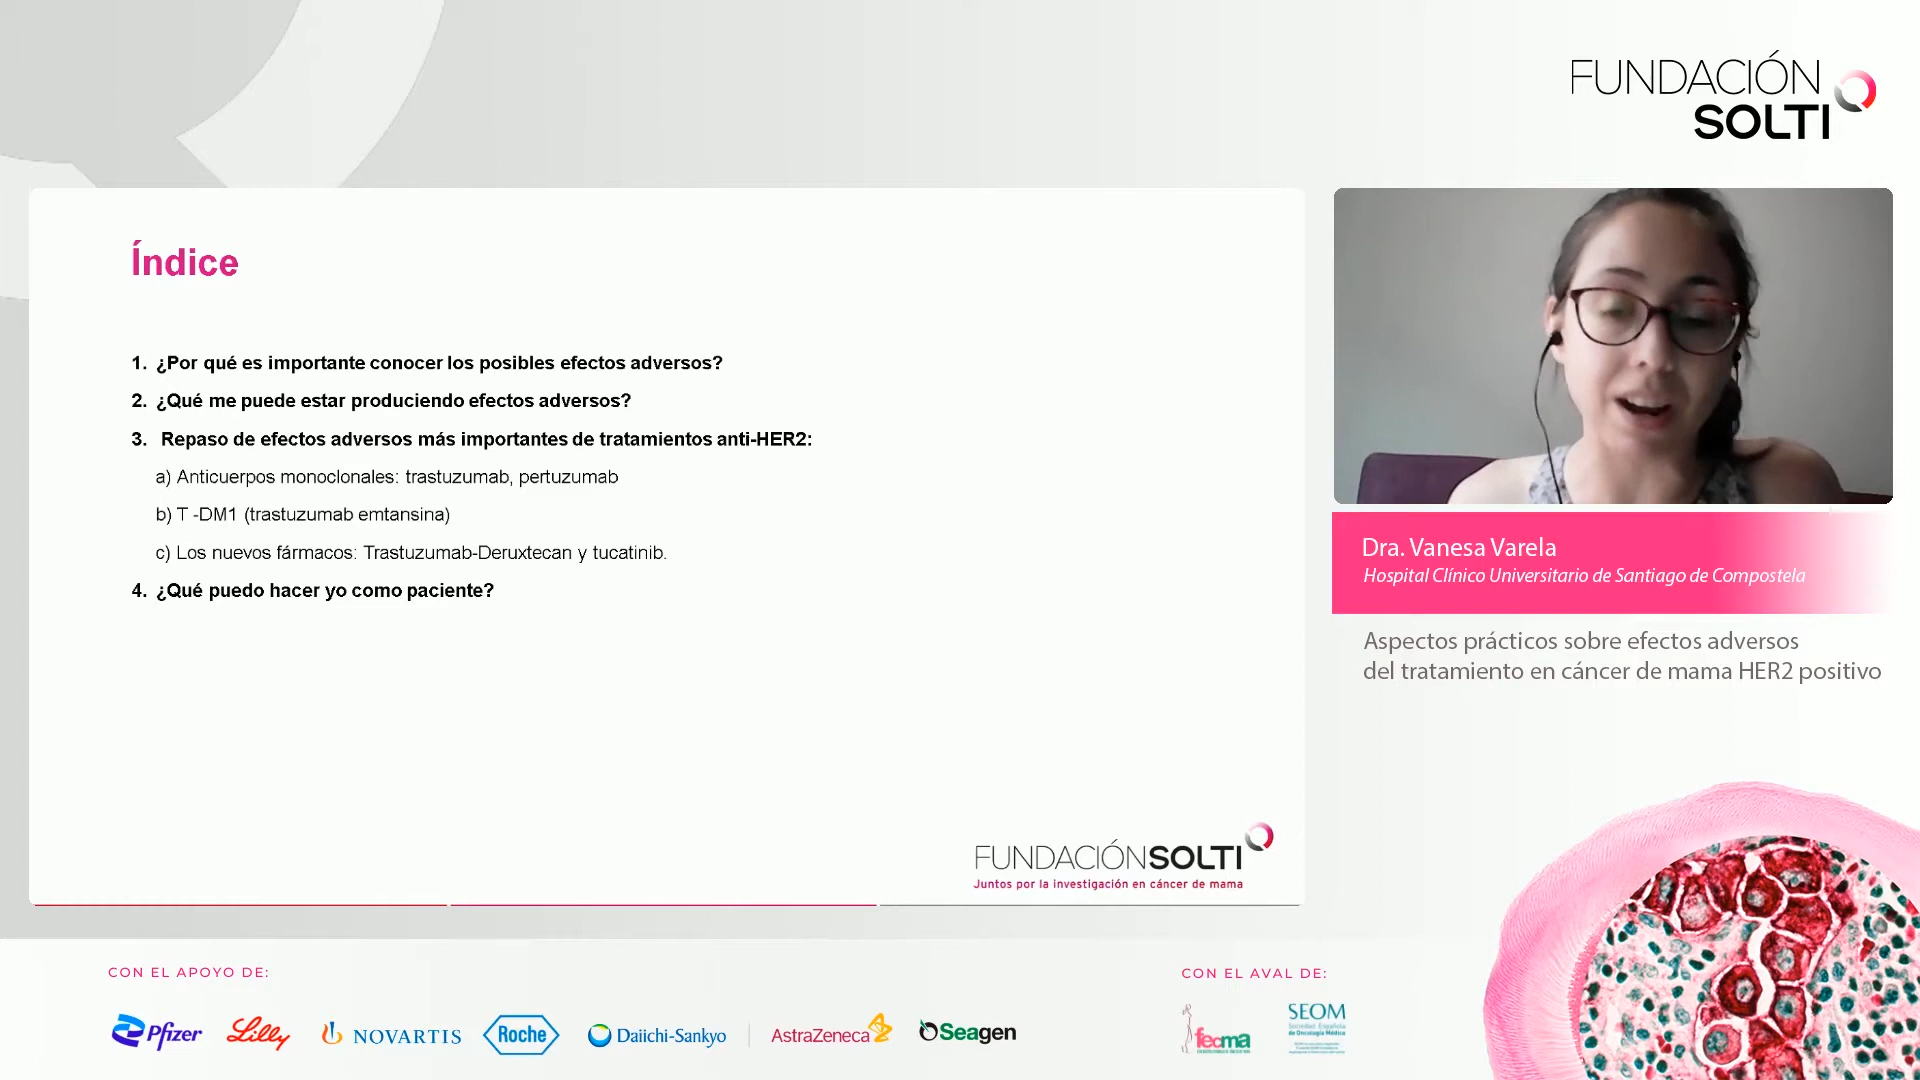 FUNDACIÓN
SOLTI
Índice
1. ¿Por qué es importante conocer los posibles efectos adversos?
2. ¿Qué me puede estar produciendo efectos adversos?
3. Repaso de efectos adversos más importantes de tratamientos anti-HER2:
a) Anticuerpos monoclonales: trastuzumab, pertuzumab
b) T -DM1 (trastuzumab emtansina)
c) Los nuevos fármacos: Trastuzumab-Deruxtecan y tucatinib.
4. ¿Qué puedo hacer yo como paciente?
FUNDACIÓNSOLTI
Juntos por la investigación en cáncer de mama
Dra. Vanesa Varela
Hospital Clínico Universitario de Santiago de Compostela
Aspectos prácticos sobre efectos adversos
del tratamiento en cáncer de mama HER2 positivo
CON EL APOYO DE:
Pfizer Lilly NOVARTIS Roche Daiichi-Sankyo AstraZeneca Seagen
CON EL AVAL DE:
fecma
SEOM
Sociedad Española
de Oncología Médica